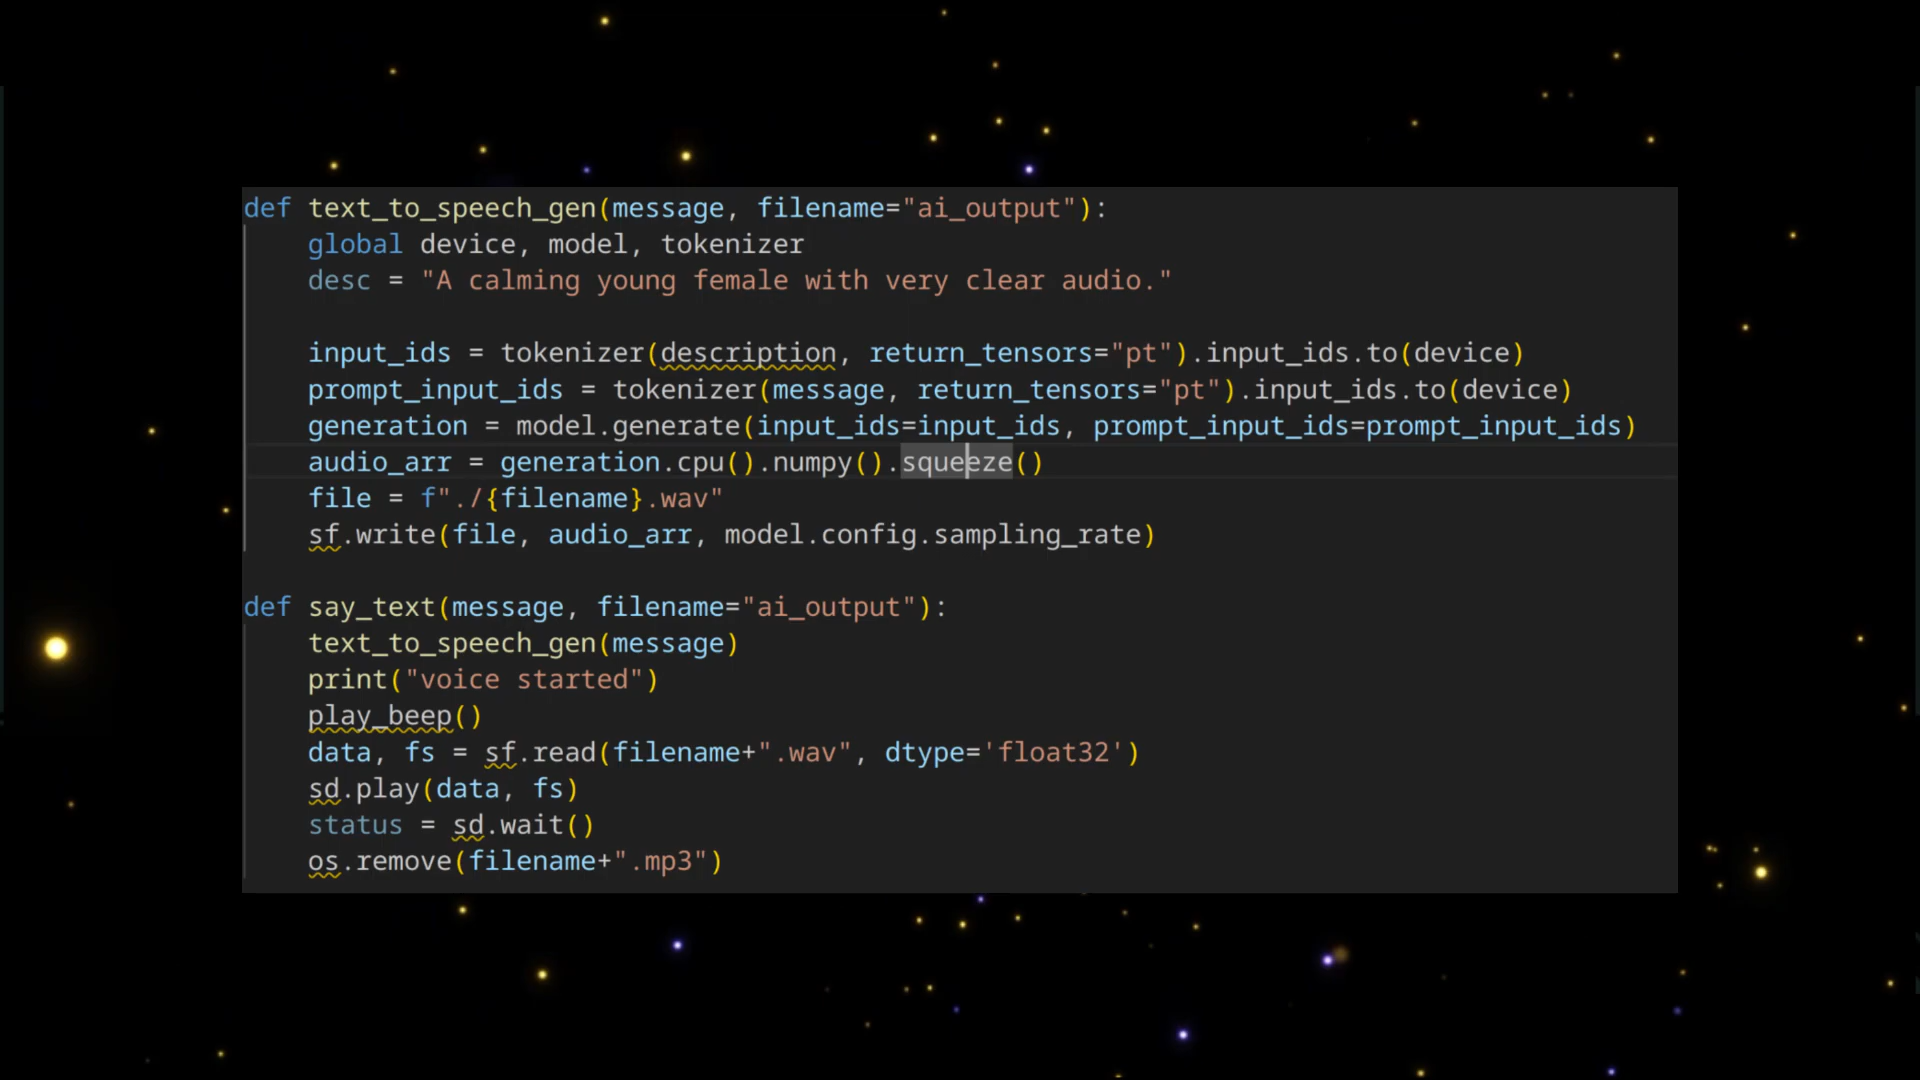 def text_to_speech_gen(message, filename="ai_output"):
    global device, model, tokenizer
    desc = "A calming young female with very clear audio."

    input_ids = tokenizer(description, return_tensors="pt").input_ids.to(device)
    prompt_input_ids = tokenizer(message, return_tensors="pt").input_ids.to(device)
    generation = model.generate(input_ids=input_ids, prompt_input_ids=prompt_input_ids)
    audio_arr = generation.cpu().numpy().squeeze()
    file = f"./{filename}.wav"
    sf.write(file, audio_arr, model.config.sampling_rate)

def say_text(message, filename="ai_output"):
    text_to_speech_gen(message)
    print("voice started")
    play_beep()
    data, fs = sf.read(filename+".wav", dtype='float32')
    sd.play(data, fs)
    status = sd.wait()
    os.remove(filename+".mp3")